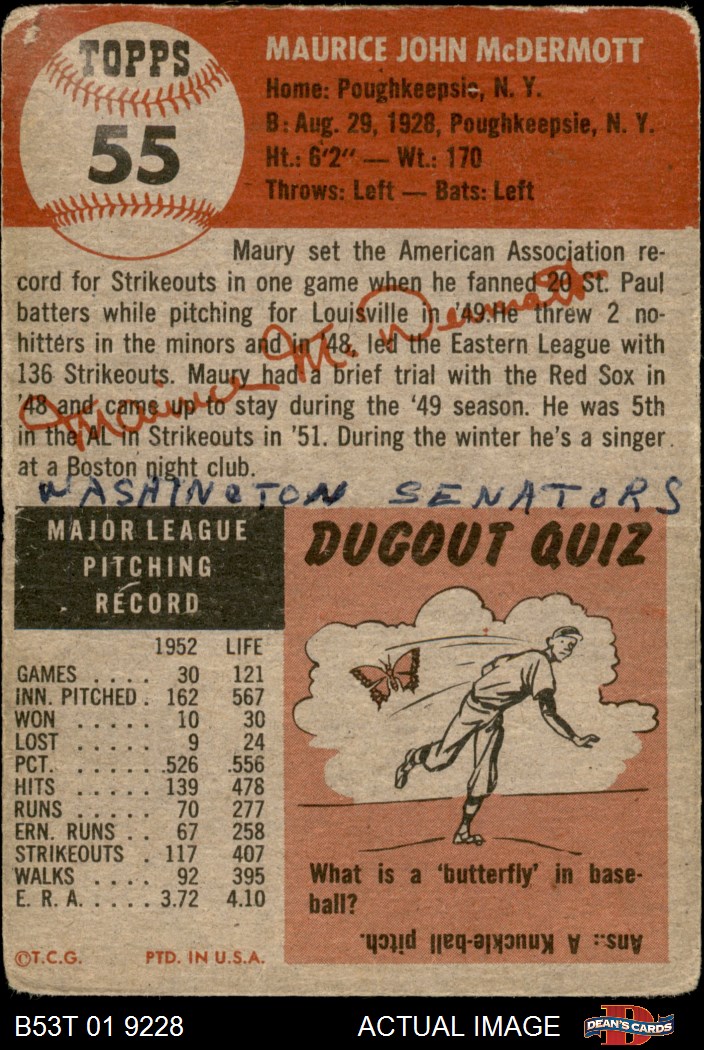 TOPPS
55
MAURICE JOHN McDERMOTT
Home: Poughkeepsie, N. Y.
B: Aug. 29, 1928, Poughkeepsie, N. Y.
Ht.: 6'2" — Wt.: 170
Throws: Left — Bats: Left
Maury set the American Association re-
cord for Strikeouts in one game when he fanned 20 St. Paul
batters while pitching for Louisville in '49.He threw 2 no-
hitters in the minors and in '48, led the Eastern League with
136 Strikeouts. Maury had a brief trial with the Red Sox in
'48 and came up to stay during the '49 season. He was 5th
in the AL in Strikeouts in '51. During the winter he's a singer
at a Boston night club.
Maurice Mc Dermott
WASHINGTON SENATORS
MAJOR LEAGUE
PITCHING
RECORD
1952 LIFE
GAMES .... 30 121
INN. PITCHED . 162 567
WON ..... 10 30
LOST ..... 9 24
PCT. ..... .526 .556
HITS ..... 139 478
RUNS ..... 70 277
ERN. RUNS .. 67 258
STRIKEOUTS . 117 407
WALKS .... 92 395
E. R. A. .... 3.72 4.10
©T.C.G. PTD. IN U.S.A.
DUGOUT QUIZ
What is a 'butterfly' in base-
ball?
Ans.: A Knuckle-ball pitch.
B53T 01 9228 ACTUAL IMAGE
D
DEAN'S CARDS